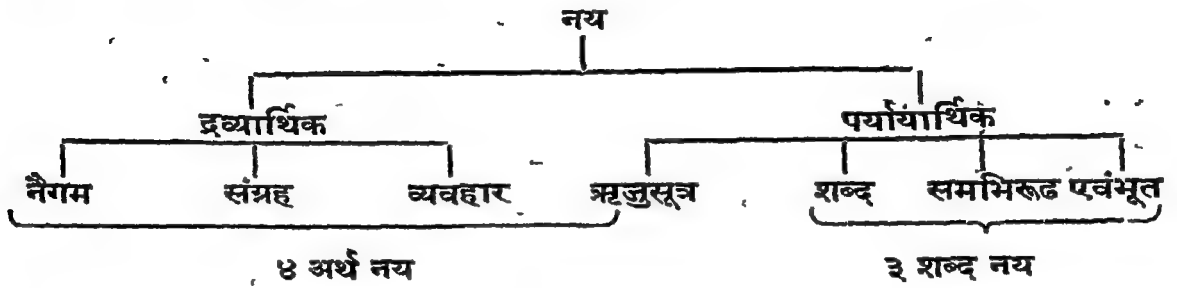 नय
द्रव्यार्थिक पर्यायार्थिक
नैगम संग्रह व्यवहार ऋजुसूत्र शब्द समभिरूढ एवंभूत
४ अर्थ नय ३ शब्द नय